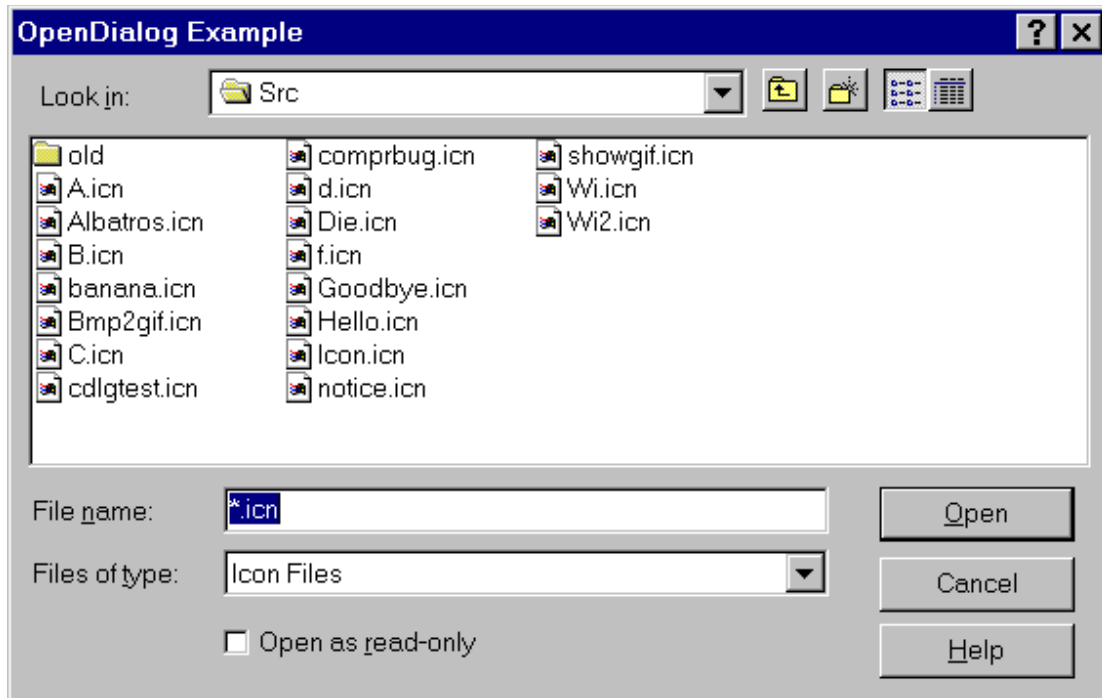 OpenDialog Example
Look in: Src
old comprbug.icn showgif.icn
A.icn d.icn Wi.icn
Albatros.icn Die.icn Wi2.icn
B.icn f.icn
banana.icn Goodbye.icn
Bmp2gif.icn Hello.icn
C.icn Icon.icn
cdlgtest.icn notice.icn
File name: *.icn Open
Files of type: Icon Files Cancel
Open as read-only Help